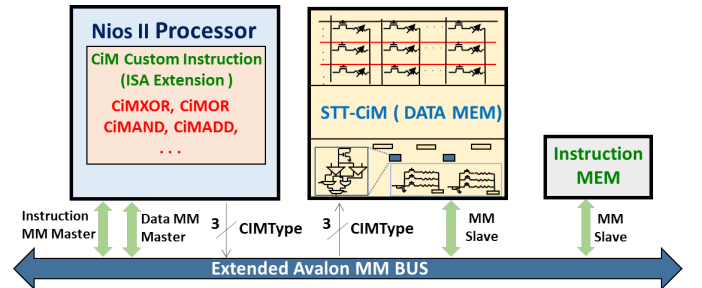 Nios II Processor
CiM Custom Instruction
(ISA Extension )
CiMXOR, CiMOR
CiMAND, CiMADD,
. . .
STT-CiM ( DATA MEM)
Instruction
MEM
Instruction
MM Master
Data MM
Master
3
CIMType
3
CIMType
MM
Slave
MM
Slave
Extended Avalon MM BUS